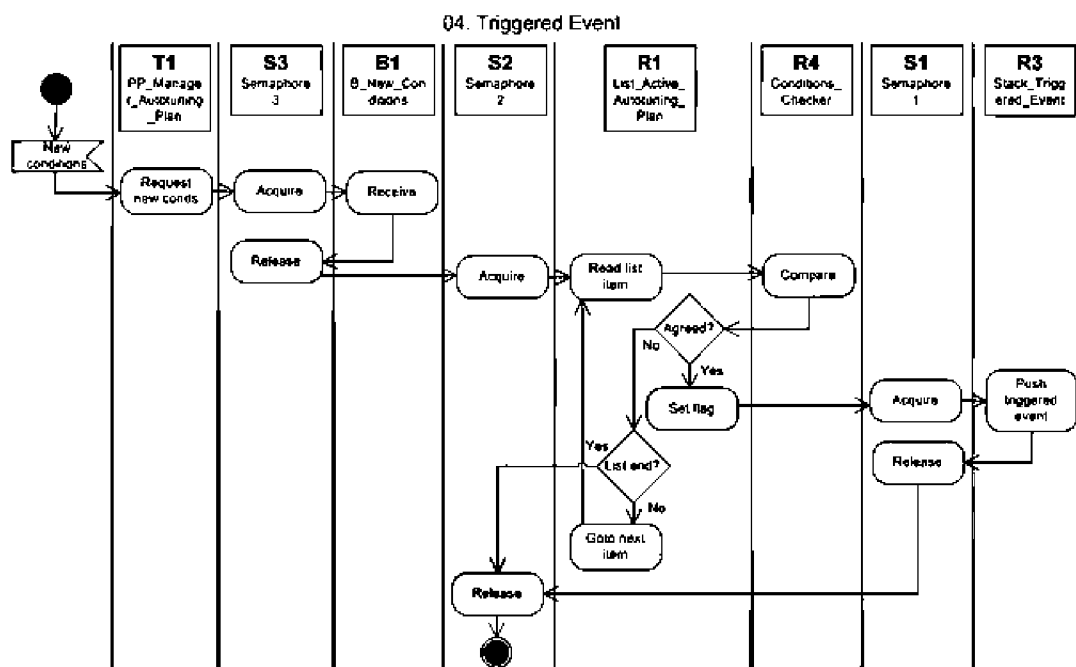 04. Triggered Event
T1
PP_Manage
r_Autotuning
_Plan
S3
Semaphore
3
B1
B_New_Con
ditions
S2
Semaphore
2
R1
List_Active_
Autotuning_
Plan
R4
Conditions_
Checker
S1
Semaphore
1
R3
Stack_Trigg
ered_Event
New
conditions
Request
new conds
Acquire
Receive
Release
Acquire
Read list
item
Compare
Agreed?
No
Yes
Set flag
Acquire
Push
triggered
event
Yes
List end?
Release
No
Goto next
item
Release